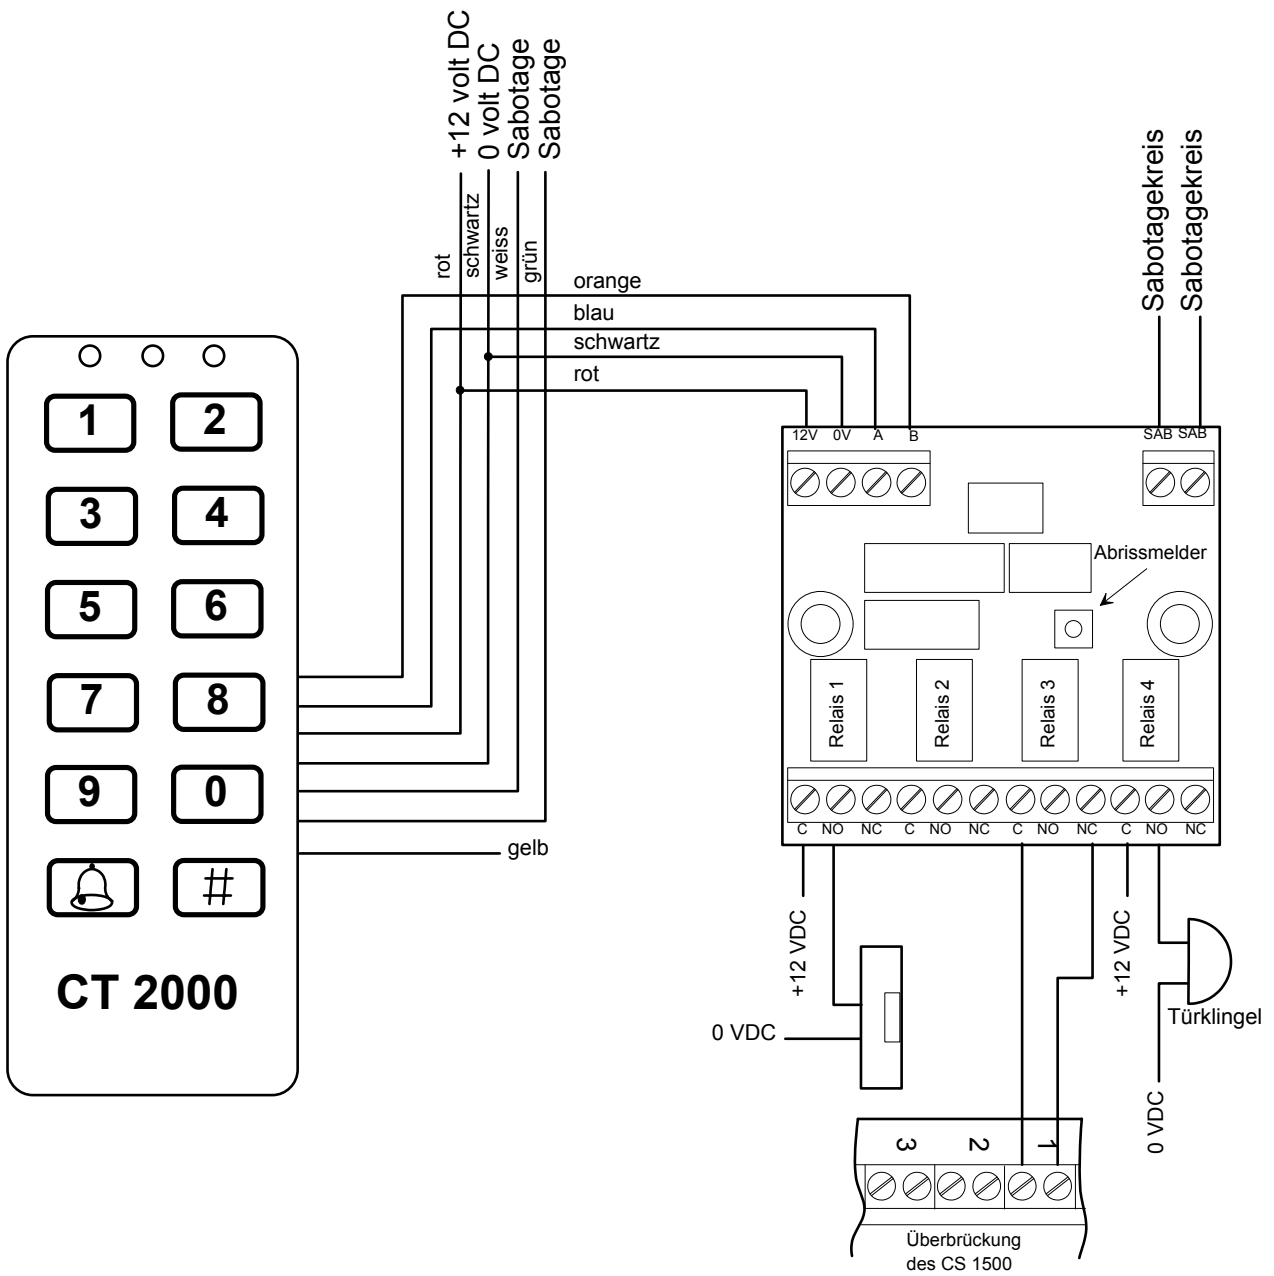 +12 volt DC
0 volt DC
Sabotage
Sabotage
Sabotagekreis
Sabotagekreis
rot
schwartz
weiss
grün
orange
blau
schwartz
rot
1 2
3 4
5 6
7 8
9 0
#
CT 2000
gelb
12V 0V A B SAB SAB
Abrissmelder
Relais 1 Relais 2 Relais 3 Relais 4
C NO NC C NO NC C NO NC C NO NC
+12 VDC
+12 VDC
0 VDC
Türklingel
0 VDC
3 2 1
Überbrückung
des CS 1500